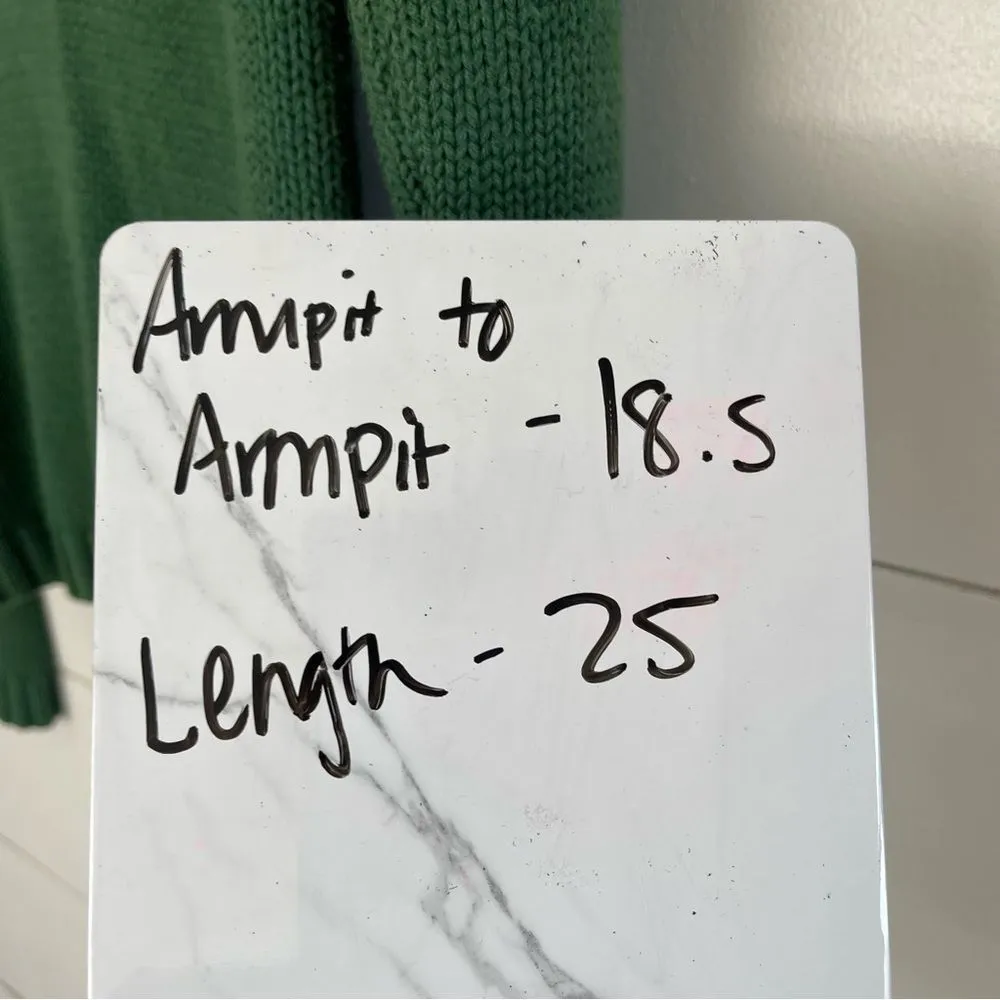 Armpit to
Armpit - 18.5
Length - 25